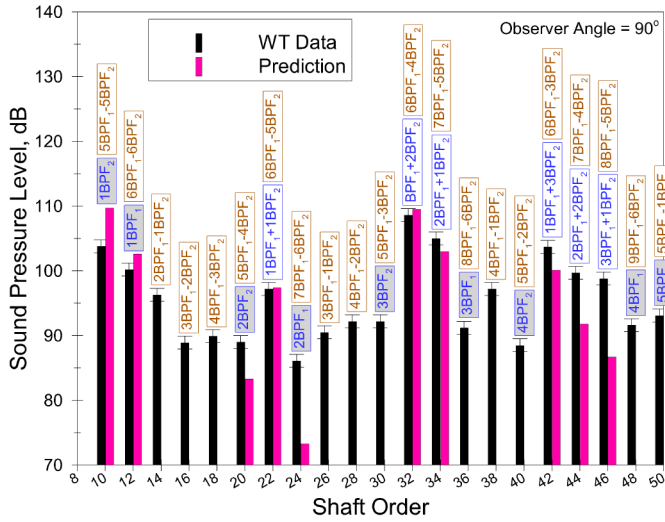 Observer Angle = 90°
WT Data
Prediction
Sound Pressure Level, dB
140
130
120
110
100
90
80
70
1BPF₂
5BPF₁-5BPF₂
1BPF₁
6BPF₁-6BPF₂
2BPF₁-1BPF₂
3BPF₁-2BPF₂
4BPF₁-3BPF₂
2BPF₂
5BPF₁-4BPF₂
1BPF₁+1BPF₂
6BPF₁-5BPF₂
2BPF₁
7BPF₁-6BPF₂
3BPF₁-1BPF₂
4BPF₁-2BPF₂
3BPF₂
5BPF₁-3BPF₂
BPF₁+2BPF₂
6BPF₁-4BPF₂
2BPF₁+1BPF₂
7BPF₁-5BPF₂
3BPF₁
8BPF₁-6BPF₂
4BPF₁-1BPF₂
4BPF₂
5BPF₁-2BPF₂
1BPF₁+3BPF₂
6BPF₁-3BPF₂
2BPF₁+2BPF₂
7BPF₁-4BPF₂
3BPF₁+1BPF₂
8BPF₁-5BPF₂
4BPF₁
9BPF₁-6BPF₂
5BPF
5BPF₁-1BPF
8 10 12 14 16 18 20 22 24 26 28 30 32 34 36 38 40 42 44 46 48 50
Shaft Order